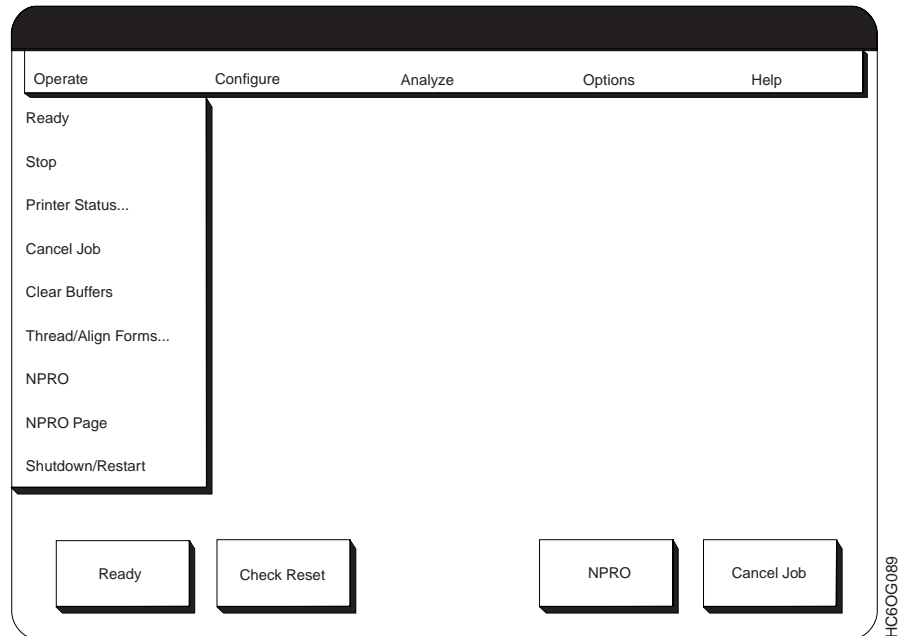 Operate Configure Analyze Options Help
Ready
Stop
Printer Status...
Cancel Job
Clear Buffers
Thread/Align Forms...
NPRO
NPRO Page
Shutdown/Restart
Ready Check Reset NPRO Cancel Job
HC6OG089